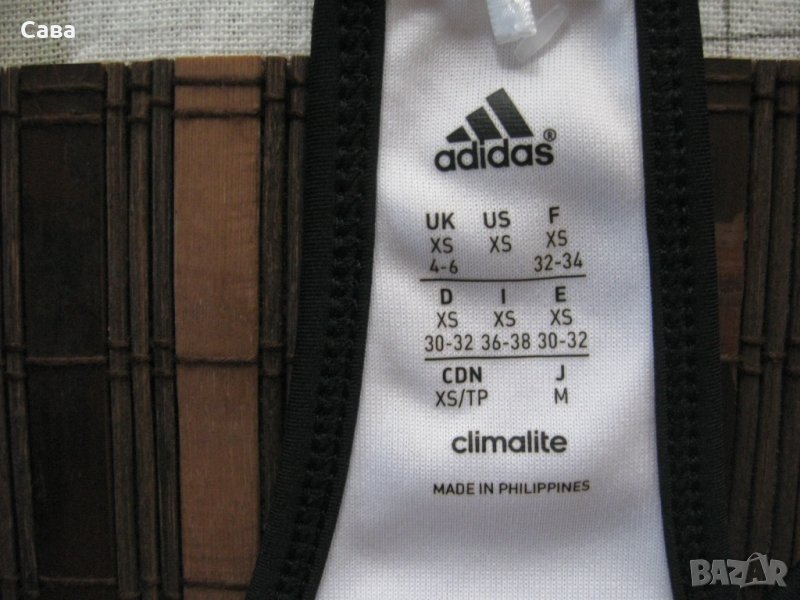 Сава
adidas®
UK US F
XS XS XS
4-6 32-34
D I E
XS XS XS
30-32 36-38 30-32
CDN J
XS/TP M
climalite
MADE IN PHILIPPINES
BAZAR